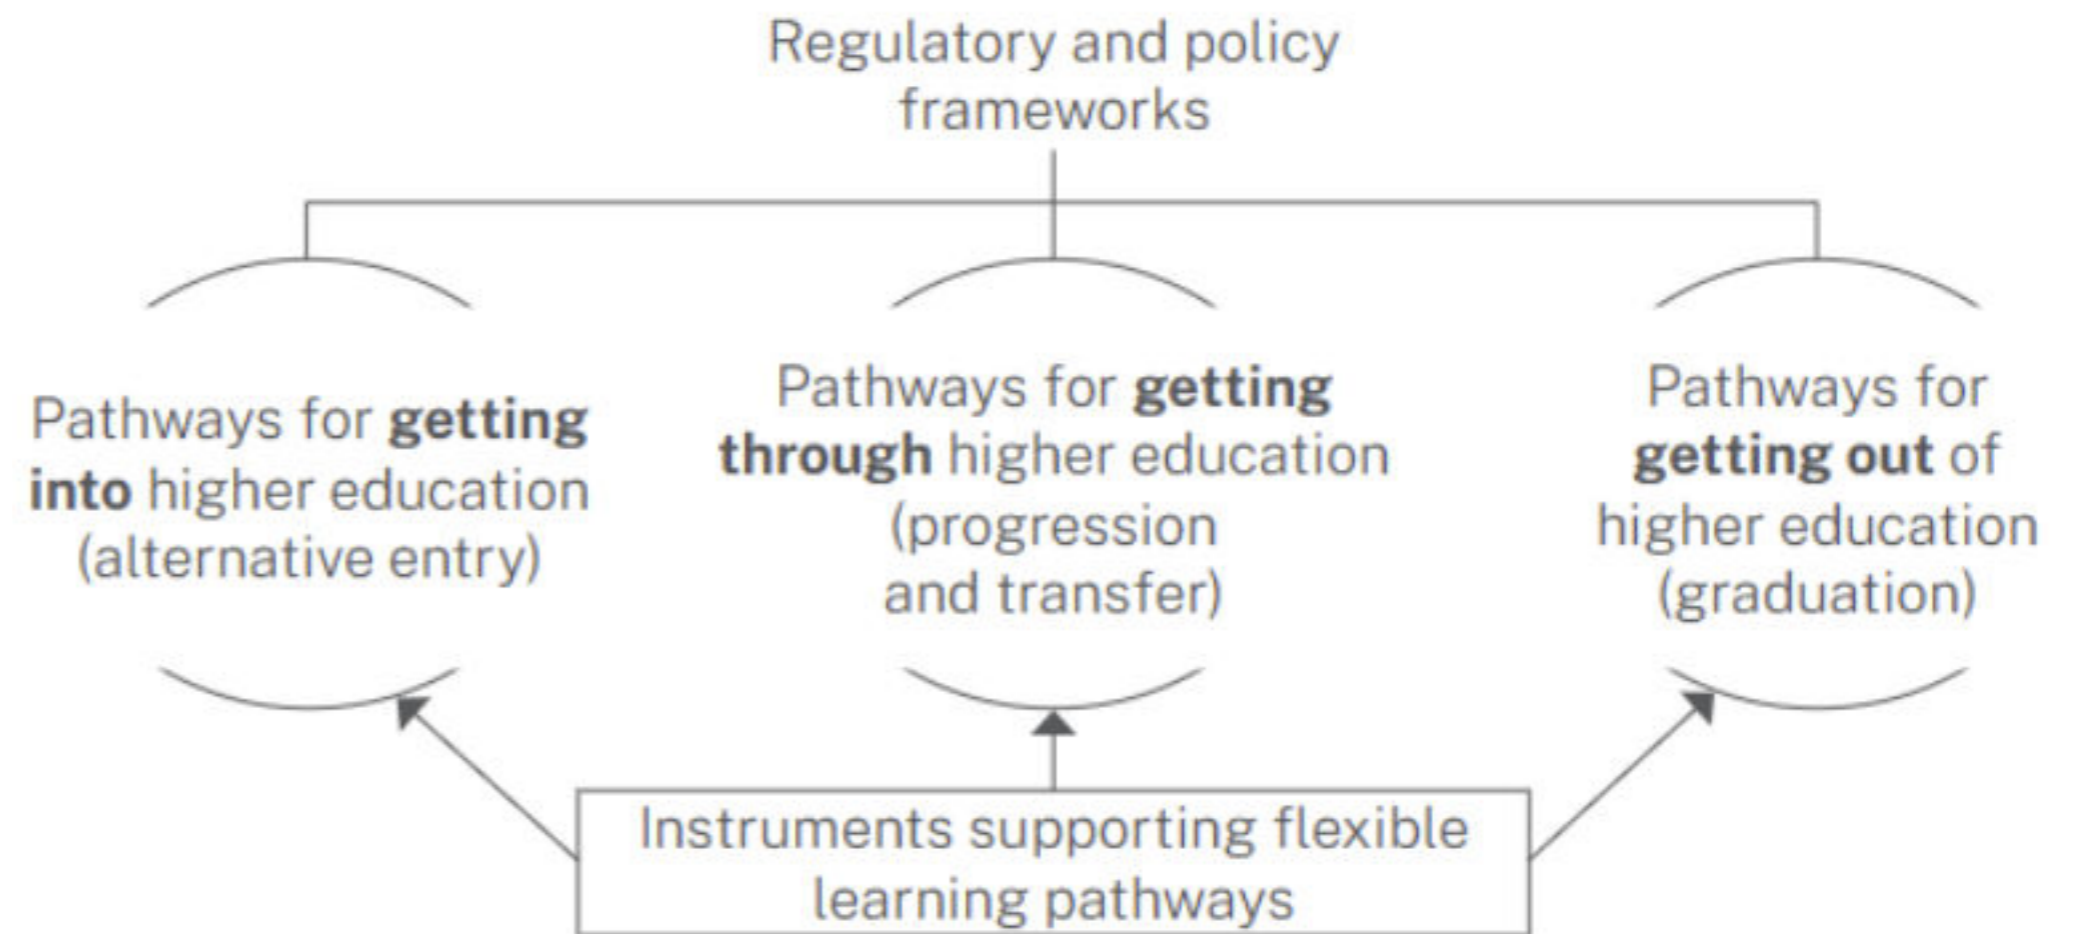 Regulatory and policy
frameworks
Pathways for getting
into higher education
(alternative entry)
Pathways for getting
through higher education
(progression
and transfer)
Pathways for
getting out of
higher education
(graduation)
Instruments supporting flexible
learning pathways